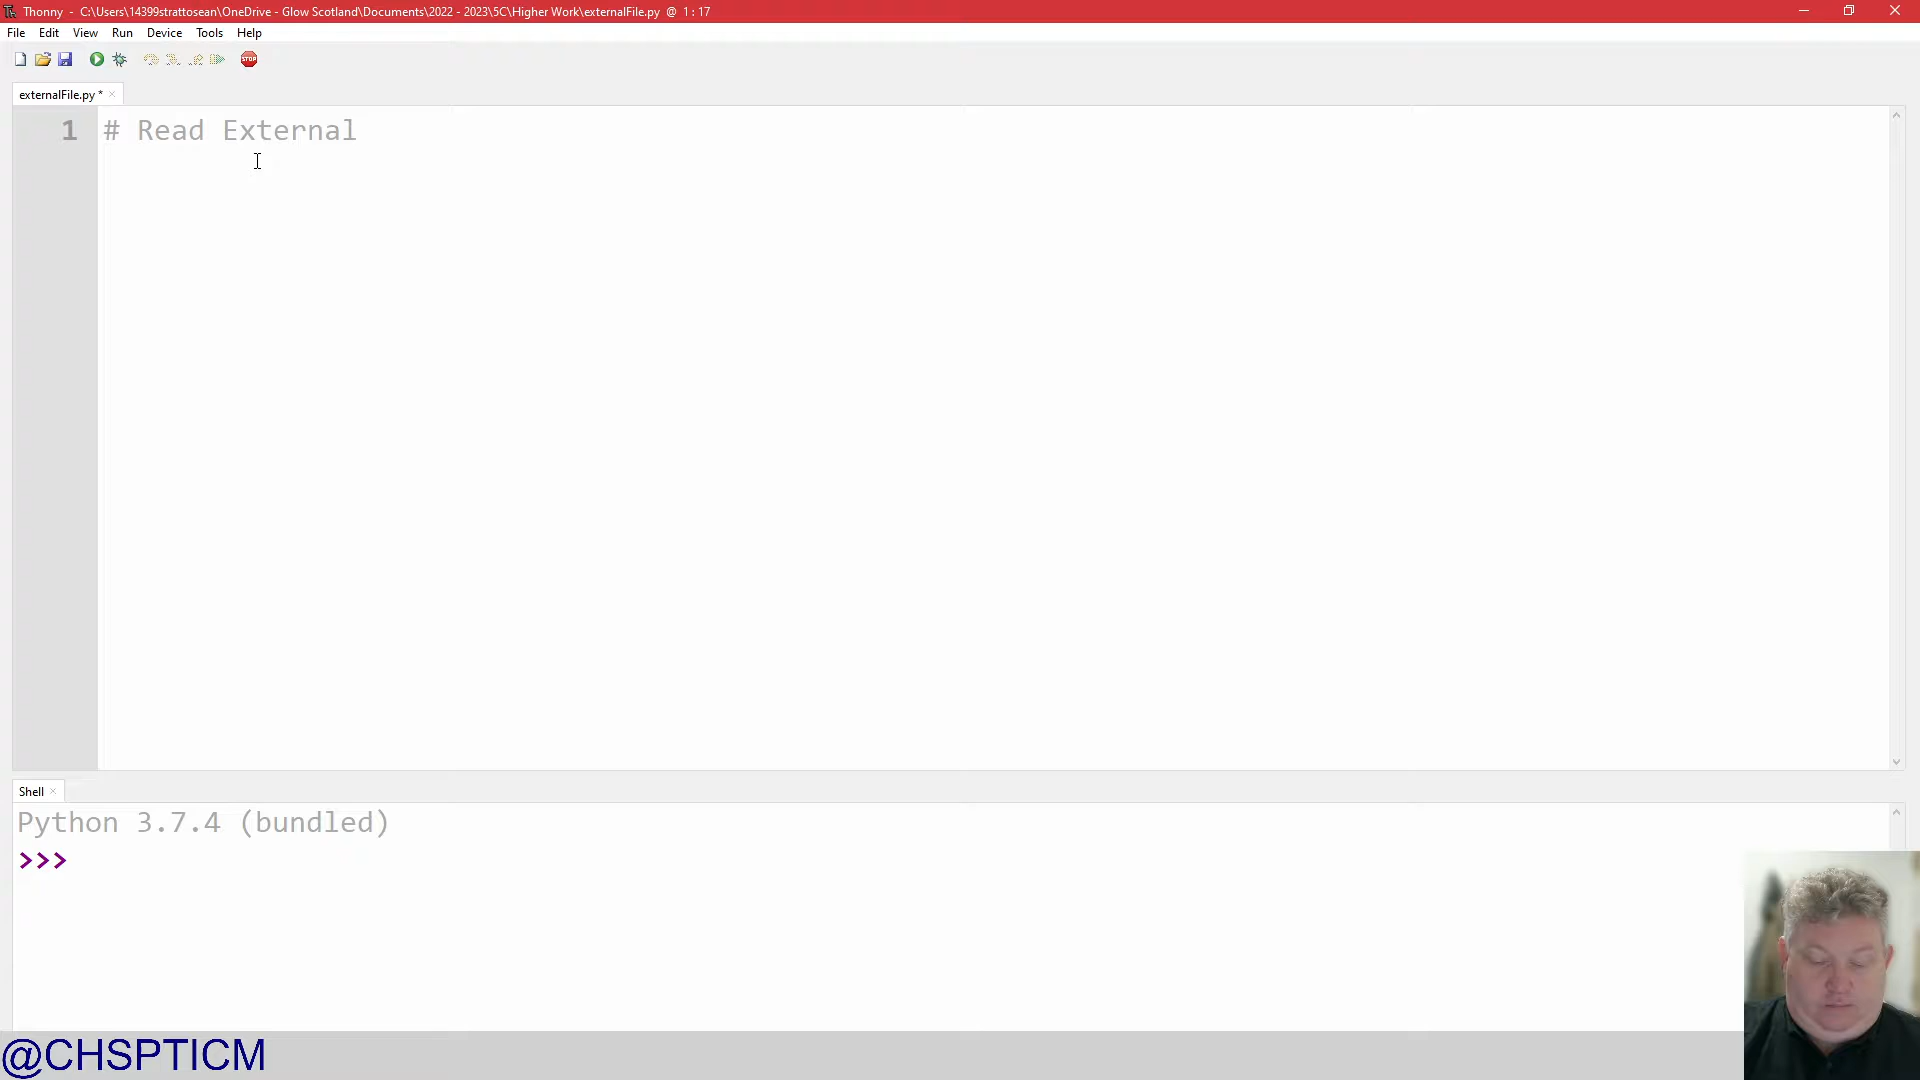 Thonny - C:\Users\14399strattosean\OneDrive - Glow Scotland\Documents\2022 - 2023\5C\Higher Work\externalFile.py @ 1:17
File Edit View Run Device Tools Help
STOP
externalFile.py *
1 # Read External
Shell
Python 3.7.4 (bundled)
>>>
@CHSPTICM